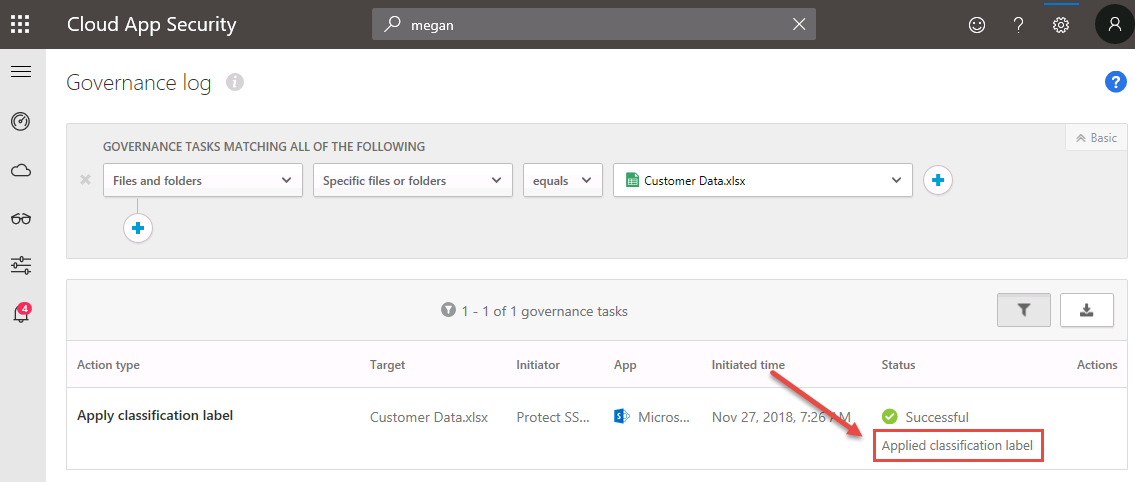 Cloud App Security
megan
?
Governance log
i
?
GOVERNANCE TASKS MATCHING ALL OF THE FOLLOWING
Basic
Files and folders
Specific files or folders
equals
Customer Data.xlsx
4
1 - 1 of 1 governance tasks
Action type Target Initiator App Initiated time Status Actions
Apply classification label Customer Data.xlsx Protect SS... Micros... Nov 27, 2018, 7:26 AM Successful
Applied classification label